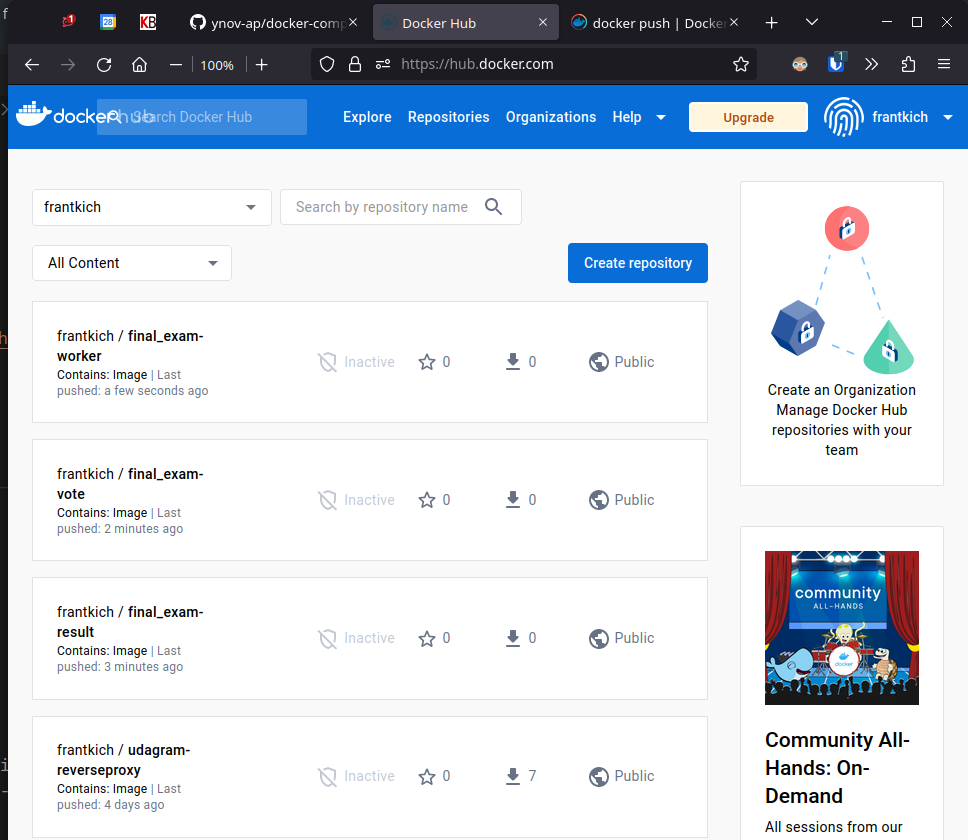 1
28
KB
ynov-ap/docker-comp
Docker Hub
docker push | Docker
100%
https://hub.docker.com
1
dockerhub
Search Docker Hub
Explore
Repositories
Organizations
Help
Upgrade
frantkich
frantkich
Search by repository name
All Content
Create repository
frantkich / final_exam-
worker
Contains: Image | Last
pushed: a few seconds ago
Inactive
0
0
Public
frantkich / final_exam-
vote
Contains: Image | Last
pushed: 2 minutes ago
Inactive
0
0
Public
frantkich / final_exam-
result
Contains: Image | Last
pushed: 3 minutes ago
Inactive
0
0
Public
frantkich / udagram-
reverseproxy
Contains: Image | Last
pushed: 4 days ago
Inactive
0
7
Public
Create an Organization
Manage Docker Hub
repositories with your
team
community
ALL-HANDS
docker
Community All-
Hands: On-
Demand
All sessions from our